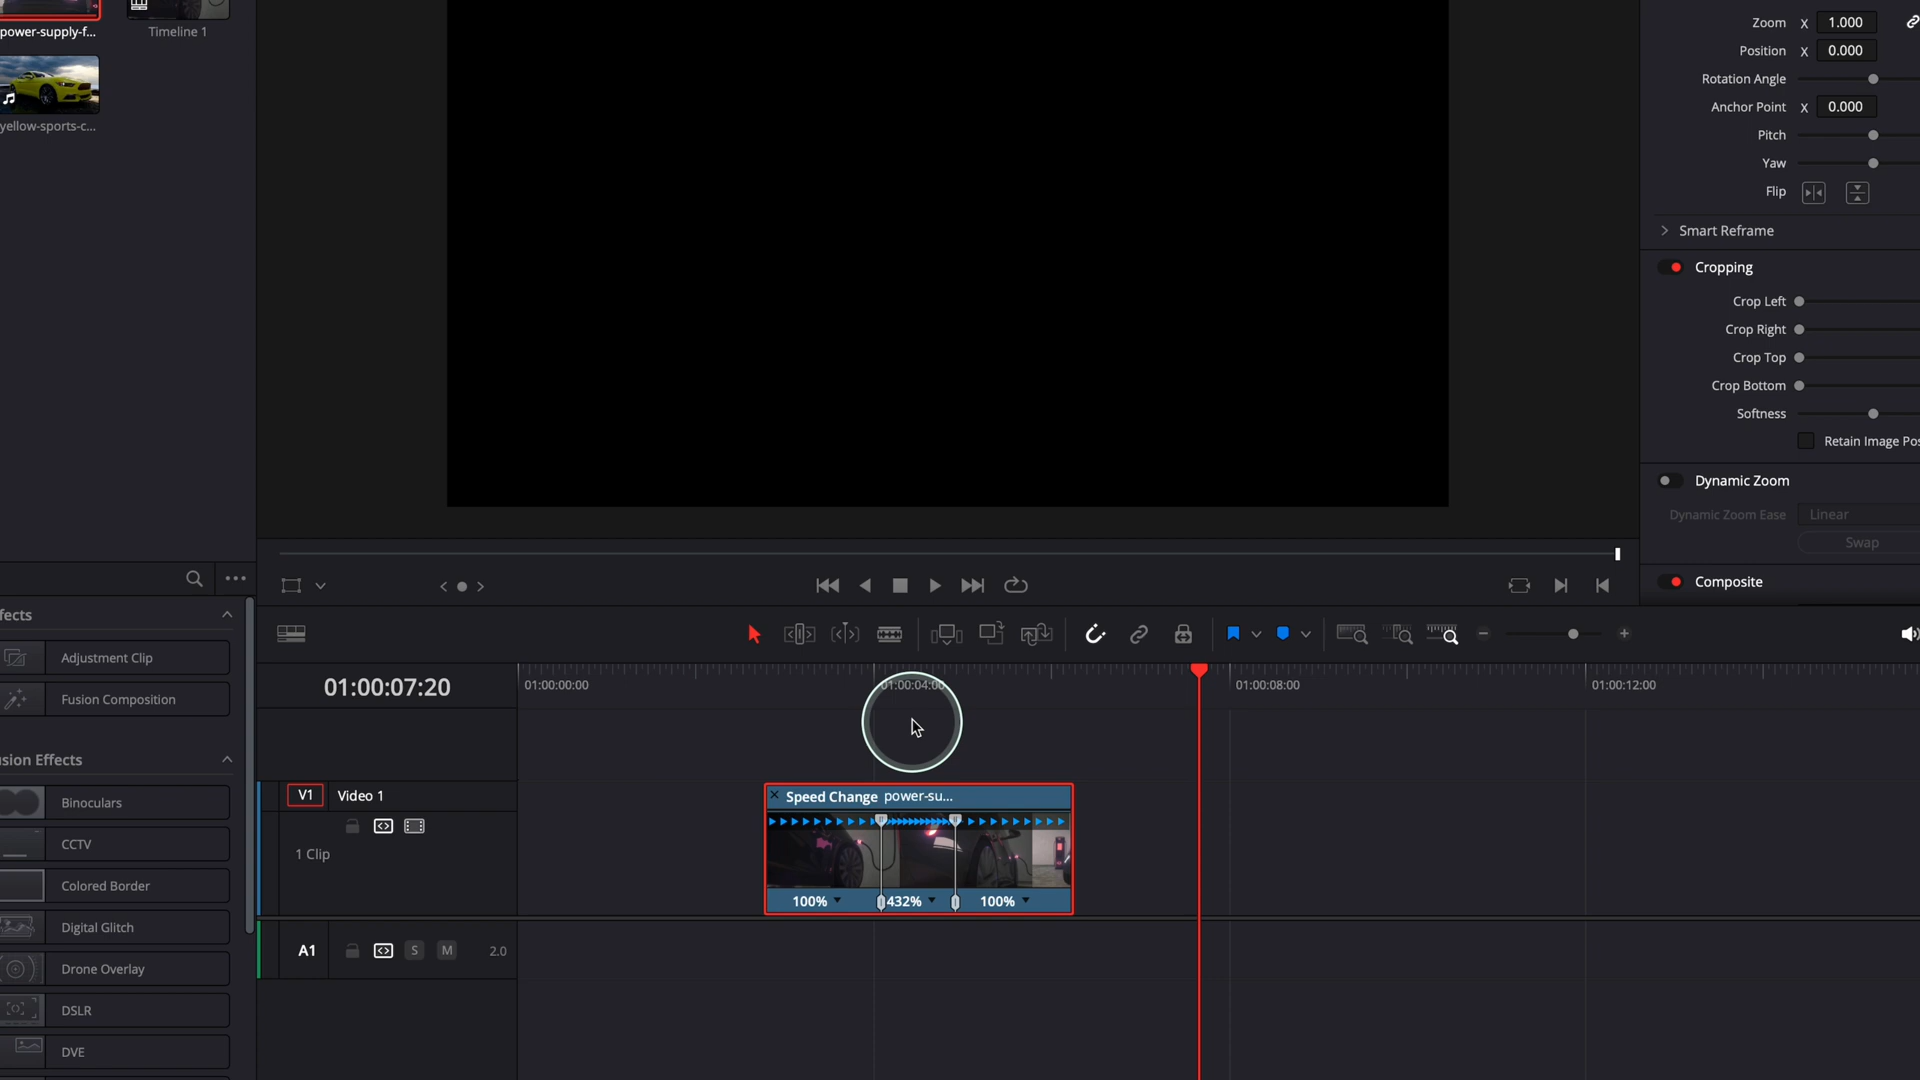 power-supply-f...
Timeline 1
yellow-sports-c...
Zoom X 1.000
Position X 0.000
Rotation Angle
Anchor Point X 0.000
Pitch
Yaw
Flip
Smart Reframe
Cropping
Crop Left
Crop Right
Crop Top
Crop Bottom
Softness
Retain Image Pos
Dynamic Zoom
Dynamic Zoom Ease Linear
Swap
Composite
fects
Adjustment Clip
Fusion Composition
sion Effects
Binoculars
CCTV
Colored Border
Digital Glitch
Drone Overlay
DSLR
DVE
01:00:07:20
01:00:00:00
01:00:04:00
01:00:08:00
01:00:12:00
V1 Video 1
1 Clip
Speed Change power-su...
100% 432% 100%
A1 S M 2.0